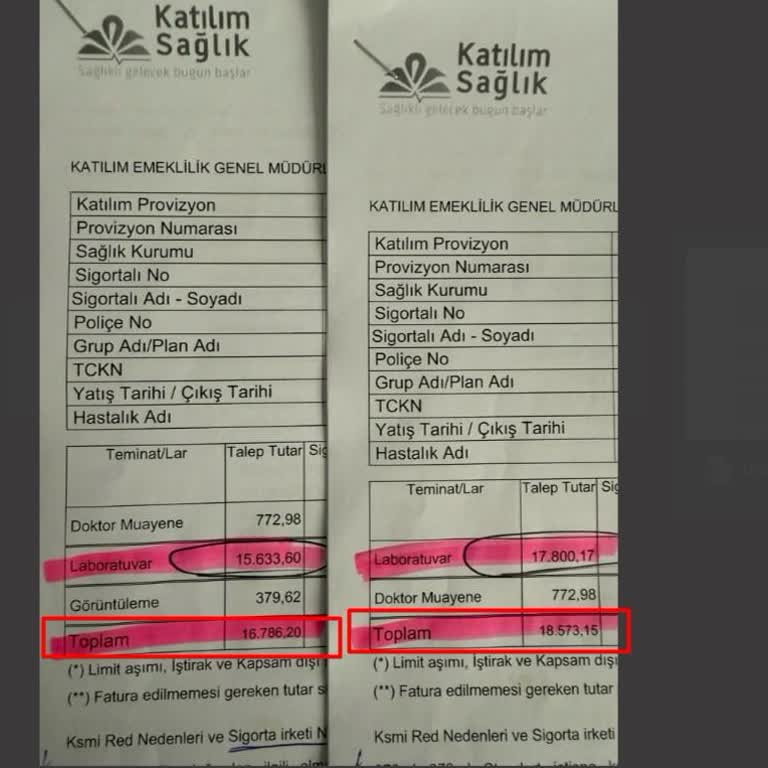 Katılım
Sağlık
Sağlıklı gelecek bugün başlar
KATILIM EMEKLİLİK GENEL MÜDÜRL
Katılım Provizyon
Provizyon Numarası
Sağlık Kurumu
Sigortalı No
Sigortalı Adı - Soyadı
Poliçe No
Grup Adı/Plan Adı
TCKN
Yatış Tarihi / Çıkış Tarihi
Hastalık Adı
Teminat/Lar Talep Tutar Sig
Doktor Muayene 772,98
Laboratuvar 15.633,60
Görüntüleme 379,62
Toplam 16.786,20
(*) Limit aşımı, İştirak ve Kapsam dışı
(**) Fatura edilmemesi gereken tutar s
Ksmi Red Nedenleri ve Sigorta irketi N
Katılım
Sağlık
Sağlıklı gelecek bugün başlar
KATILIM EMEKLİLİK GENEL MÜDÜRL
Katılım Provizyon
Provizyon Numarası
Sağlık Kurumu
Sigortalı No
Sigortalı Adı - Soyadı
Poliçe No
Grup Adı/Plan Adı
TCKN
Yatış Tarihi / Çıkış Tarihi
Hastalık Adı
Teminat/Lar Talep Tutar Sig
Laboratuvar 17.800,17
Doktor Muayene 772,98
Toplam 18.573,15
(*) Limit aşımı, İştirak ve Kapsam dışı
(**) Fatura edilmemesi gereken tutar
Ksmi Red Nedenleri ve Sigorta irketi